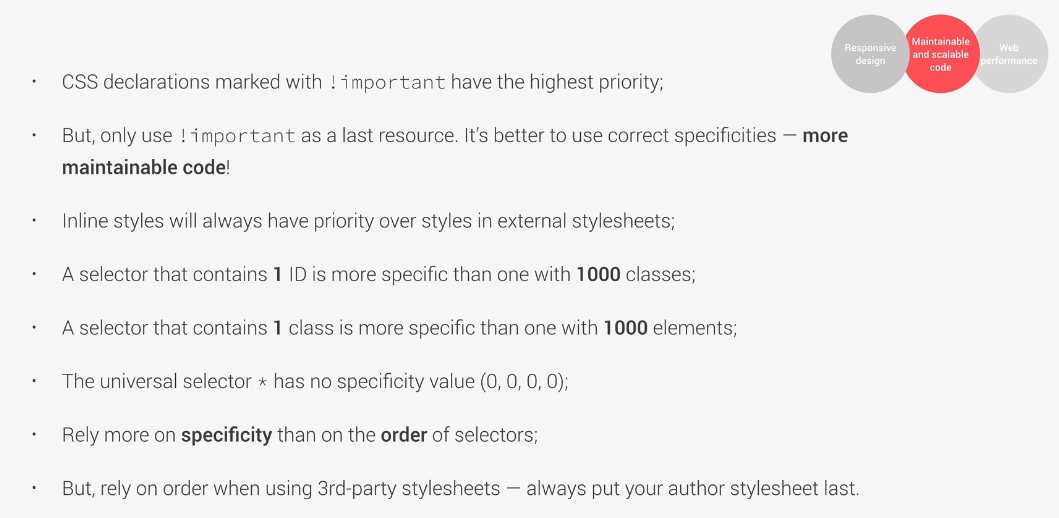 Responsive
design
Maintainable
and scalable
code
Web
performance
• CSS declarations marked with !important have the highest priority;
• But, only use !important as a last resource. It's better to use correct specificities — more
maintainable code!
• Inline styles will always have priority over styles in external stylesheets;
• A selector that contains 1 ID is more specific than one with 1000 classes;
• A selector that contains 1 class is more specific than one with 1000 elements;
• The universal selector * has no specificity value (0, 0, 0, 0);
• Rely more on specificity than on the order of selectors;
• But, rely on order when using 3rd-party stylesheets — always put your author stylesheet last.